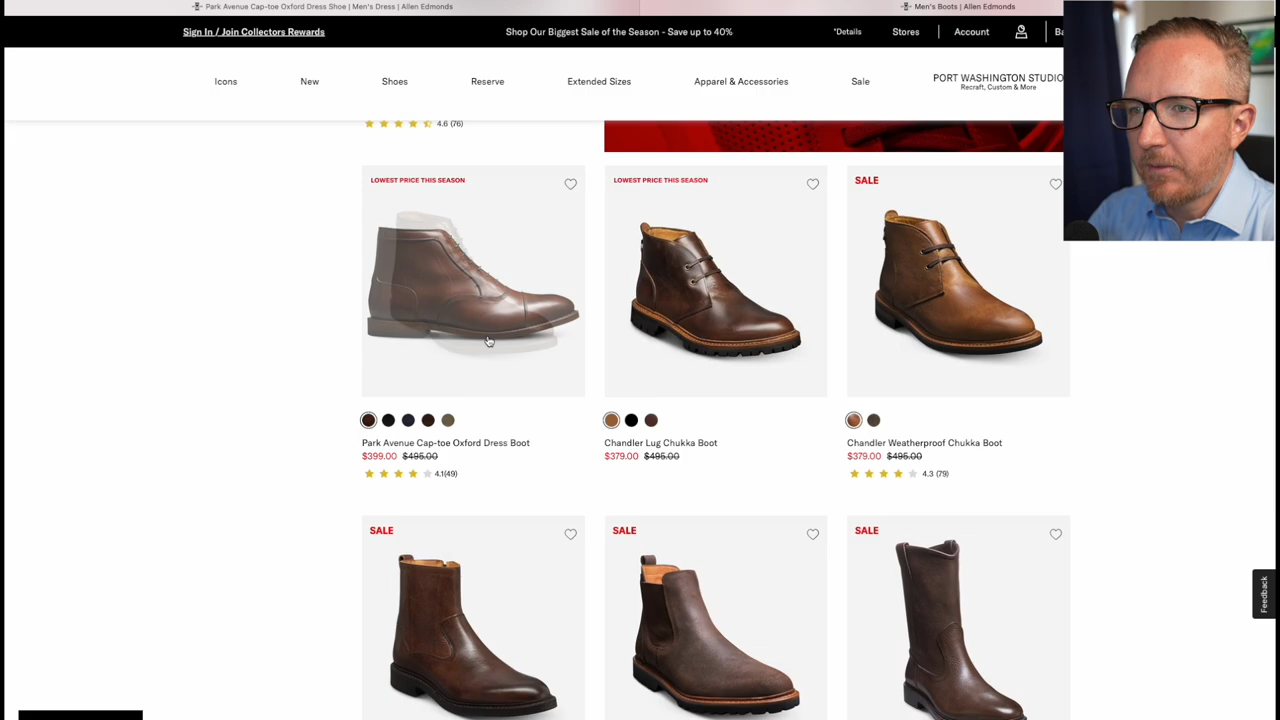 Park Avenue Cap-toe Oxford Dress Shoe | Men's Dress | Allen Edmonds
Men's Boots | Allen Edmonds
Sign In / Join Collectors Rewards
Shop Our Biggest Sale of the Season - Save up to 40%
*Details
Stores
Account
Ba
Icons
New
Shoes
Reserve
Extended Sizes
Apparel & Accessories
Sale
PORT WASHINGTON STUDIO
Recraft, Custom & More
4.6 (76)
LOWEST PRICE THIS SEASON
LOWEST PRICE THIS SEASON
SALE
Park Avenue Cap-toe Oxford Dress Boot
$399.00 $495.00
4.1(49)
Chandler Lug Chukka Boot
$379.00 $495.00
Chandler Weatherproof Chukka Boot
$379.00 $495.00
4.3 (79)
SALE
SALE
SALE
Feedback